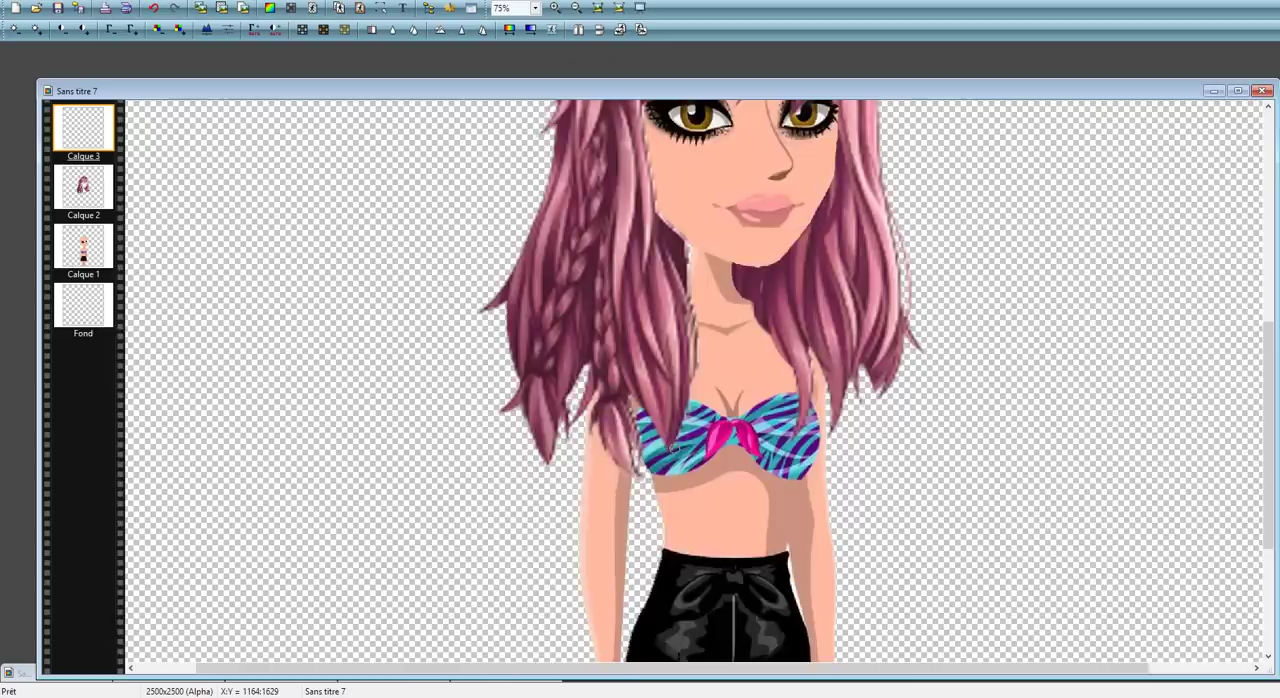 75%
Sans titre 7
Calque 3
Calque 2
Calque 1
Fond
Prêt
2500x2500 (Alpha)
X:Y = 1164:1629
Sans titre 7